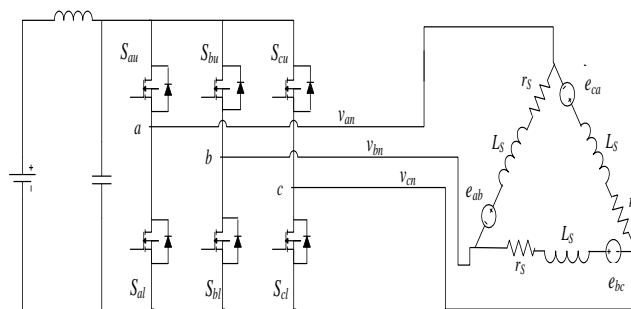 S_au S_bu S_cu
a v_an
b v_bn
c v_cn
S_al S_bl S_cl
r_S e_ca
L_S L_S
e_ab r
r_S L_S e_bc